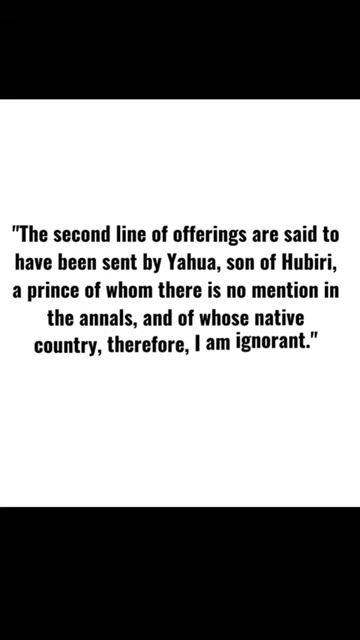 "The second line of offerings are said to
have been sent by Yahua, son of Hubiri,
a prince of whom there is no mention in
the annals, and of whose native
country, therefore, I am ignorant."